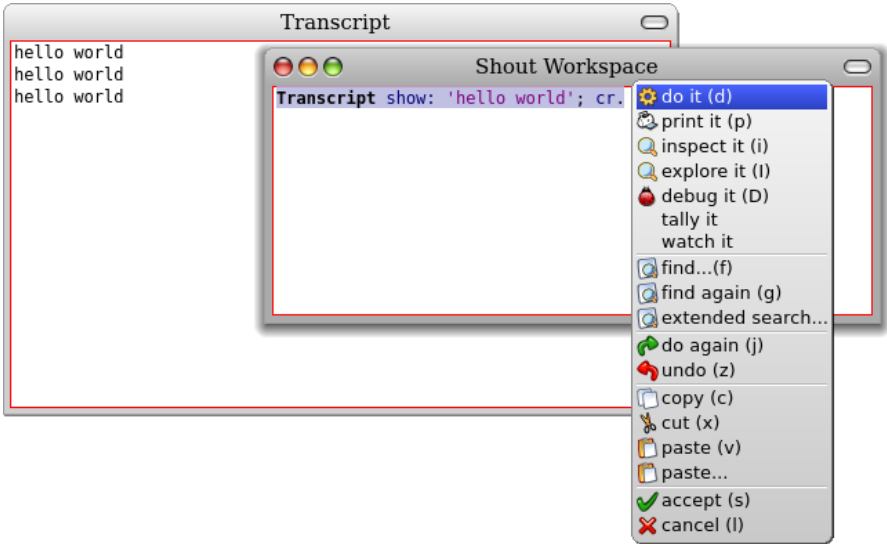 Transcript
hello world
hello world
hello world
Shout Workspace
Transcript show: 'hello world'; cr.
do it (d)
print it (p)
inspect it (i)
explore it (I)
debug it (D)
tally it
watch it
find...(f)
find again (g)
extended search...
do again (j)
undo (z)
copy (c)
cut (x)
paste (v)
paste...
accept (s)
cancel (l)